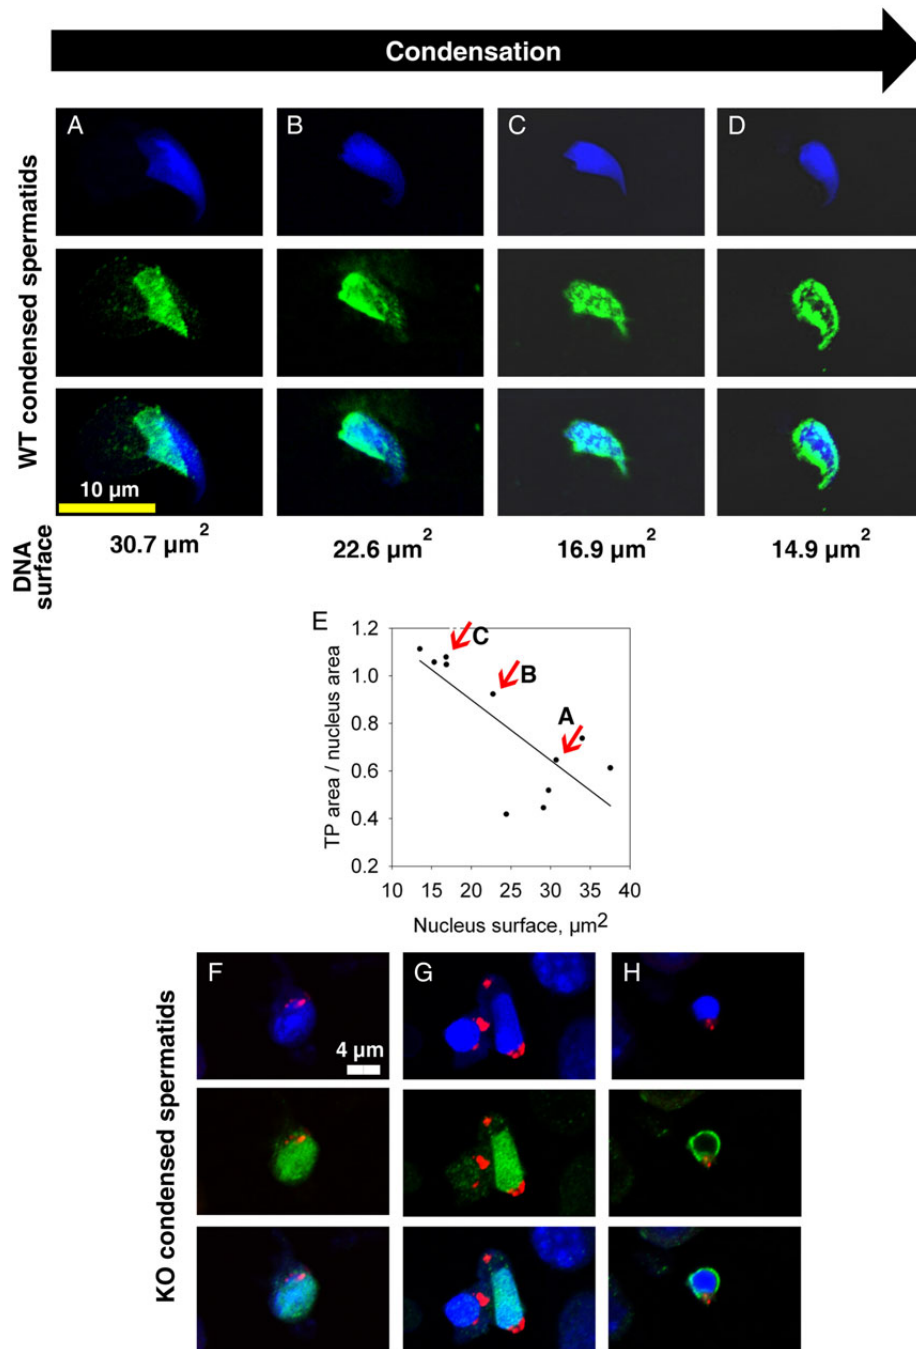 Condensation
A
B
C
D
WT condensed spermatids
10 µm
DNA
surface
30.7 µm²
22.6 µm²
16.9 µm²
14.9 µm²
E
1.2
1.0
0.8
0.6
0.4
0.2
TP area / nucleus area
C
B
A
10 15 20 25 30 35 40
Nucleus surface, µm2
F
G
H
4 µm
KO condensed spermatids